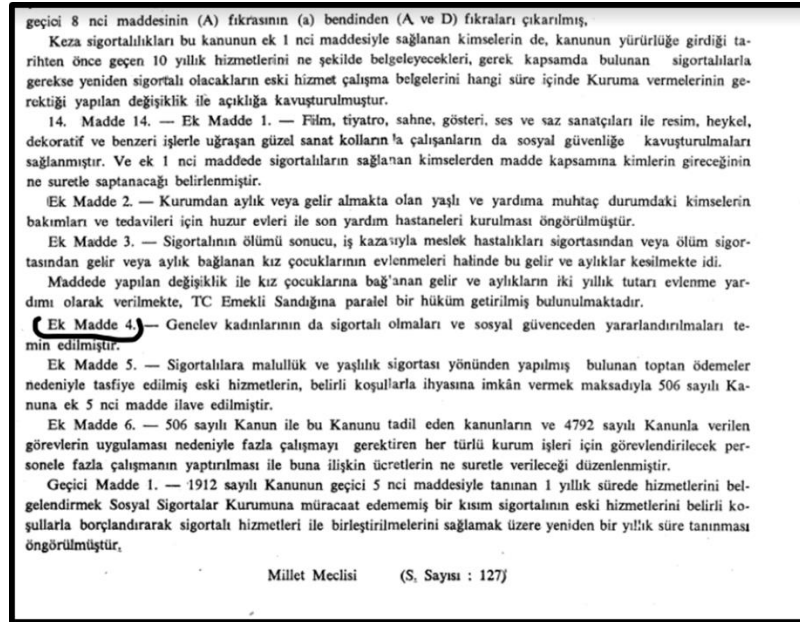 geçici 8 nci maddesinin (A) fıkrasının (a) bendinden (A ve D) fıkraları çıkarılmış,
Keza sigortalılıkları bu kanunun ek 1 nci maddesiyle sağlanan kimselerin de, kanunun yürürlüğe girdiği ta-
rihten önce geçen 10 yıllık hizmetlerini ne şekilde belgeleyecekleri, gerek kapsamda bulunan sigortalılarla
gerekse yeniden sigortalı olacakların eski hizmet çalışma belgelerini hangi süre içinde Kuruma vermelerinin ge-
rektiği yapılan değişiklik ile açıklığa kavuşturulmuştur.
14. Madde 14. — Ek Madde 1. — Film, tiyatro, sahne, gösteri, ses ve saz sanatçıları ile resim, heykel,
dekoratif ve benzeri işlerle uğraşan güzel sanat kolların'a çalışanların da sosyal güvenliğe kavuşturulmaları
sağlanmıştır. Ve ek 1 nci maddede sigortalıların sağlanan kimselerden madde kapsamına kimlerin gireceğinin
ne suretle saptanacağı belirlenmiştir.
Ek Madde 2. — Kurumdan aylık veya gelir almakta olan yaşlı ve yardıma muhtaç durumdaki kimselerin
bakımları ve tedavileri için huzur evleri ile son yardım hastaneleri kurulması öngörülmüştür.
Ek Madde 3. — Sigortalının ölümü sonucu, iş kazasıyla meslek hastalıkları sigortasından veya ölüm sigor-
tasından gelir veya aylık bağlanan kız çocuklarının evlenmeleri halinde bu gelir ve aylıklar kesilmekte idi.
Maddede yapılan değişiklik ile kız çocuklarına bağ'anan gelir ve aylıkların iki yıllık tutarı evlenme yar-
dımı olarak verilmekte, TC Emekli Sandığına paralel bir hüküm getirilmiş bulunulmaktadır.
Ek Madde 4. — Genelev kadınlarının da sigortalı olmaları ve sosyal güvenceden yararlandırılmaları te-
min edilmiştir.
Ek Madde 5. — Sigortalılara malullük ve yaşlılık sigortası yönünden yapılmış bulunan toptan ödemeler
nedeniyle tasfiye edilmiş eski hizmetlerin, belirli koşullarla ihyasına imkân vermek maksadıyla 506 sayılı Ka-
nuna ek 5 nci madde ilave edilmiştir.
Ek Madde 6. — 506 sayılı Kanun ile bu Kanunu tadil eden kanunların ve 4792 sayılı Kanunla verilen
görevlerin uygulaması nedeniyle fazla çalışmayı gerektiren her türlü kurum işleri için görevlendirilecek per-
sonele fazla çalışmanın yaptırılması ile buna ilişkin ücretlerin ne suretle verileceği düzenlenmiştir.
Geçici Madde 1. — 1912 sayılı Kanunun geçici 5 nci maddesiyle tanınan 1 yıllık sürede hizmetlerini bel-
gelendirmek Sosyal Sigortalar Kurumuna müracaat edememiş bir kısım sigortalının eski hizmetlerini belirli ko-
şullarla borçlandırarak sigortalı hizmetleri ile birleştirilmelerini sağlamak üzere yeniden bir yıllık süre tanınması
öngörülmüştür.
Millet Meclisi (S. Sayısı : 127)